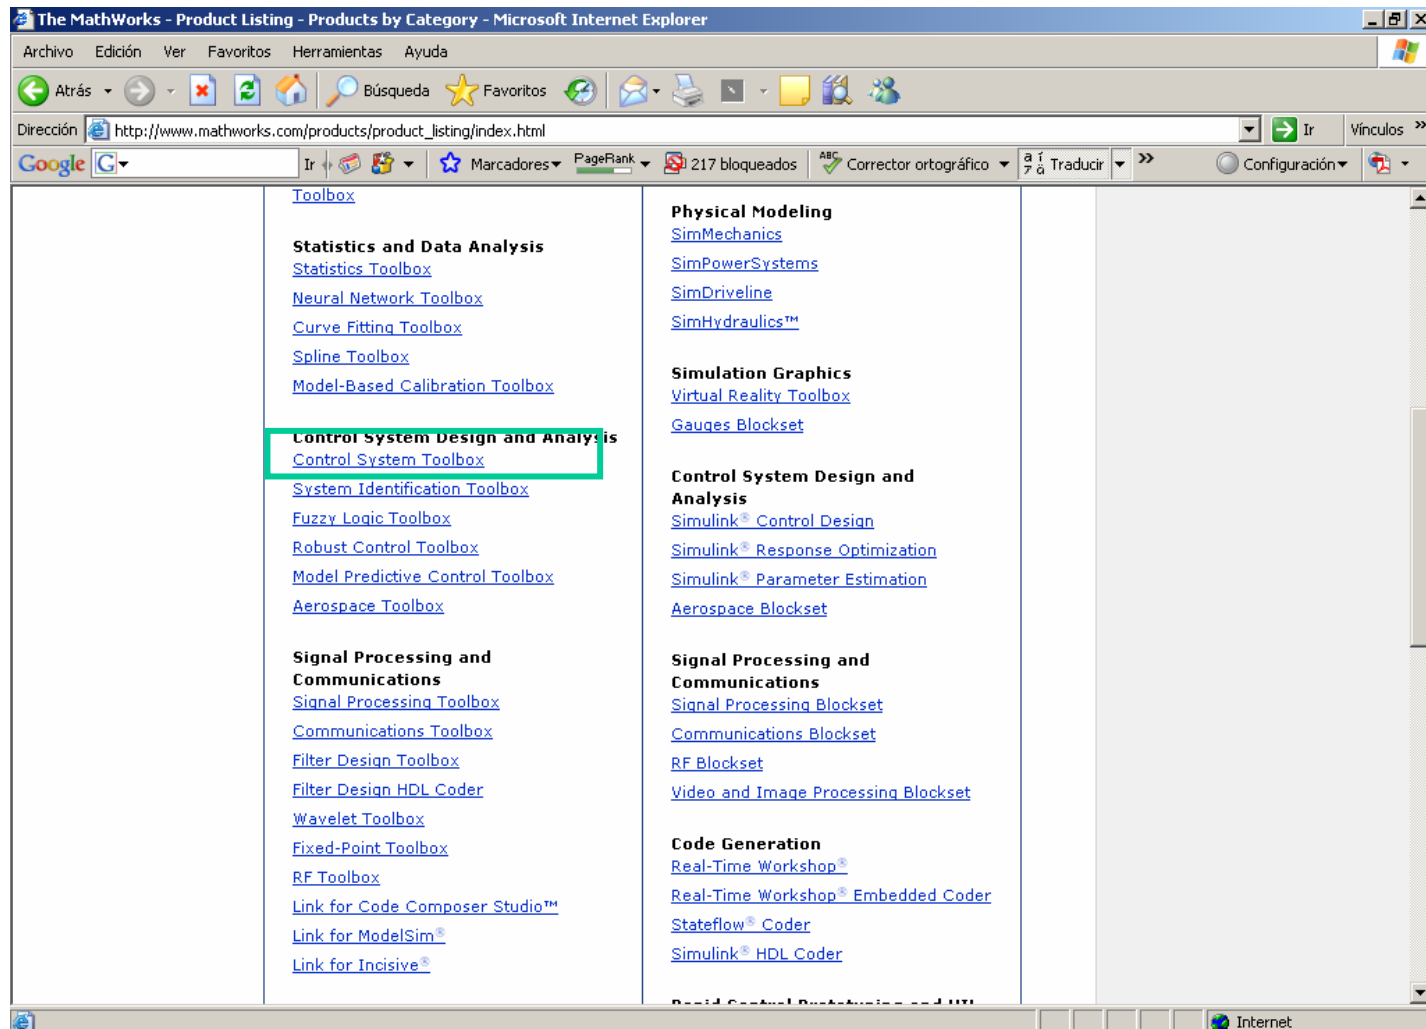 The MathWorks - Product Listing - Products by Category - Microsoft Internet Explorer
Archivo Edición Ver Favoritos Herramientas Ayuda
Atrás Búsqueda Favoritos
Dirección http://www.mathworks.com/products/product_listing/index.html Ir Vínculos »
Google G Ir Marcadores PageRank 217 bloqueados ABC Corrector ortográfico Traducir » Configuración
Toolbox
Statistics and Data Analysis
Statistics Toolbox
Neural Network Toolbox
Curve Fitting Toolbox
Spline Toolbox
Model-Based Calibration Toolbox
Control System Design and Analysis
Control System Toolbox
System Identification Toolbox
Fuzzy Logic Toolbox
Robust Control Toolbox
Model Predictive Control Toolbox
Aerospace Toolbox
Signal Processing and
Communications
Signal Processing Toolbox
Communications Toolbox
Filter Design Toolbox
Filter Design HDL Coder
Wavelet Toolbox
Fixed-Point Toolbox
RF Toolbox
Link for Code Composer Studio™
Link for ModelSim®
Link for Incisive®
Physical Modeling
SimMechanics
SimPowerSystems
SimDriveline
SimHydraulics™
Simulation Graphics
Virtual Reality Toolbox
Gauges Blockset
Control System Design and
Analysis
Simulink® Control Design
Simulink® Response Optimization
Simulink® Parameter Estimation
Aerospace Blockset
Signal Processing and
Communications
Signal Processing Blockset
Communications Blockset
RF Blockset
Video and Image Processing Blockset
Code Generation
Real-Time Workshop®
Real-Time Workshop® Embedded Coder
Stateflow® Coder
Simulink® HDL Coder
Rapid Control Prototyping and HIL
Internet